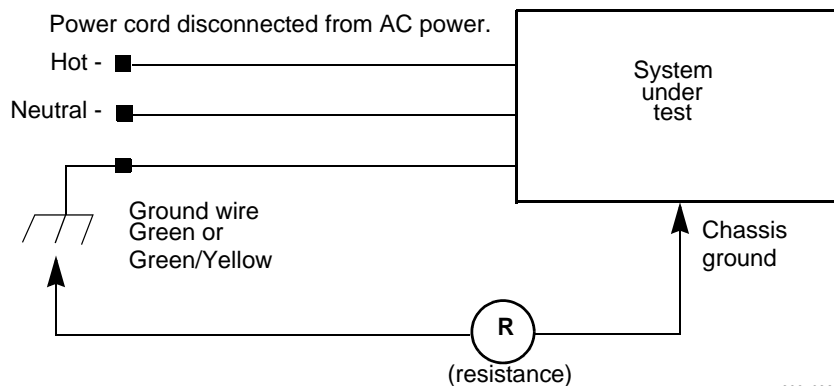 Power cord disconnected from AC power.
Hot -
Neutral -
System
under
test
Ground wire
Green or
Green/Yellow
Chassis
ground
R
(resistance)